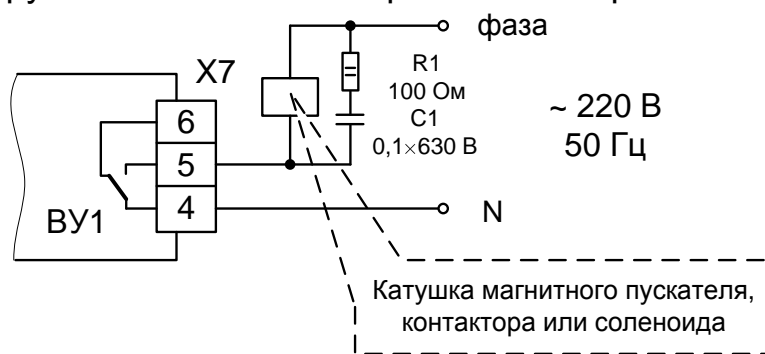 фаза
X7
R1
100 Ом
C1
0,1×630 В
~ 220 В
50 Гц
6
5
4
ВУ1
N
Катушка магнитного пускателя,
контактора или соленоида